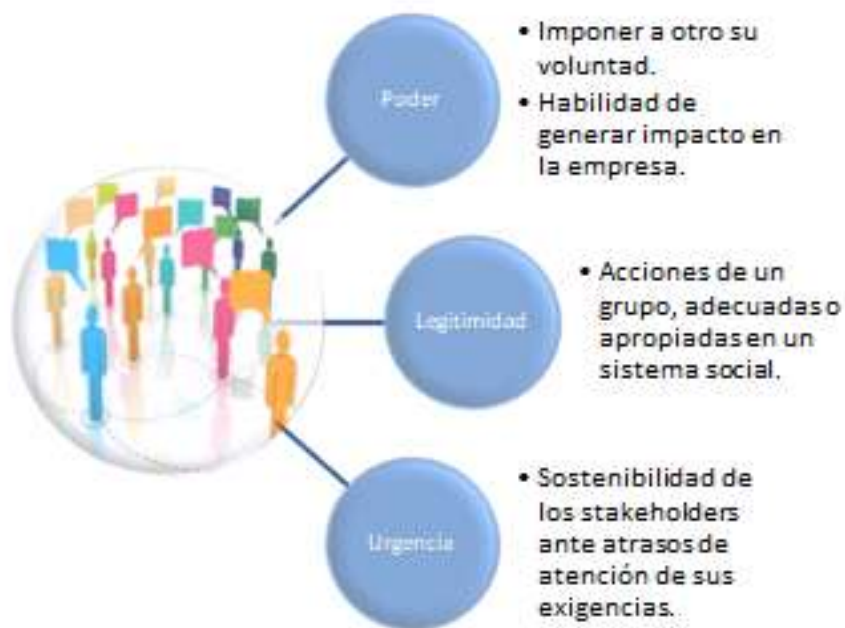 Poder
• Imponer a otro su
voluntad.
• Habilidad de
generar impacto en
la empresa.
Legitimidad
• Acciones de un
grupo, adecuadas o
apropiadas en un
sistema social.
Urgencia
• Sostenibilidad de
los stakeholders
ante atrasos de
atención de sus
exigencias.